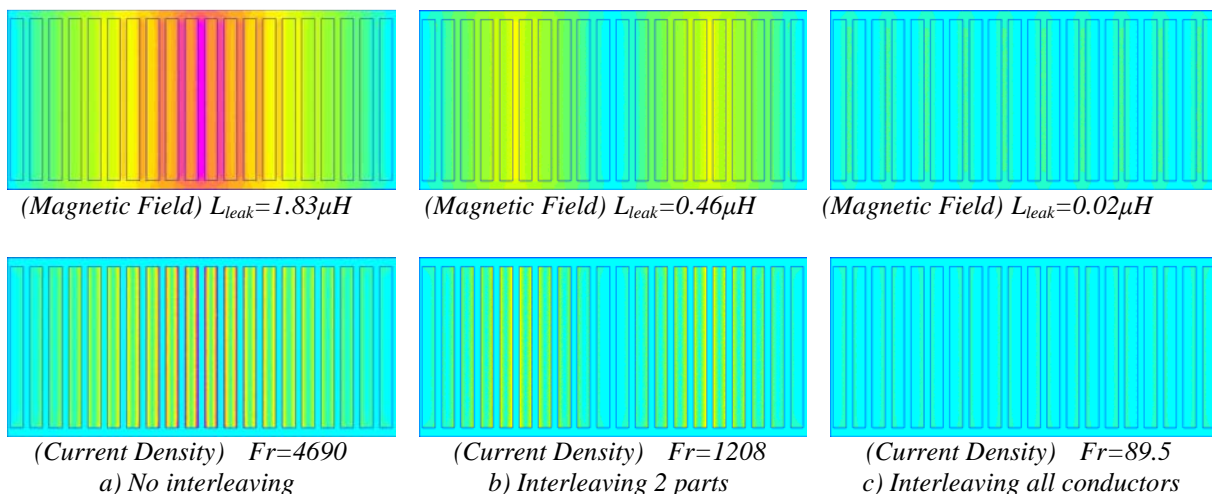 (Magnetic Field) Lleak=1.83μH
(Magnetic Field) Lleak=0.46μH
(Magnetic Field) Lleak=0.02μH
(Current Density) Fr=4690
(Current Density) Fr=1208
(Current Density) Fr=89.5
a) No interleaving
b) Interleaving 2 parts
c) Interleaving all conductors